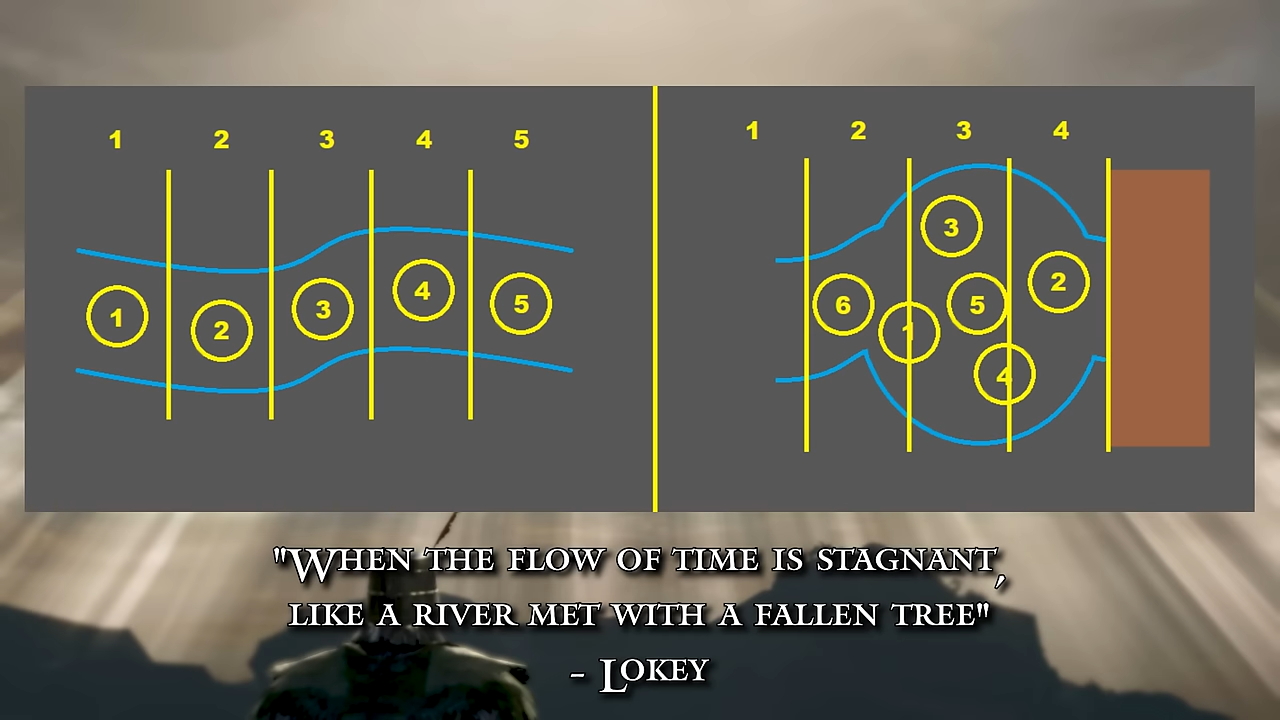 1 2 3 4 5
1 2 3 4 5
1 2 3 4
3
2
6 5
1
4
"When the flow of time is stagnant,
like a river met with a fallen tree"
- Lokey